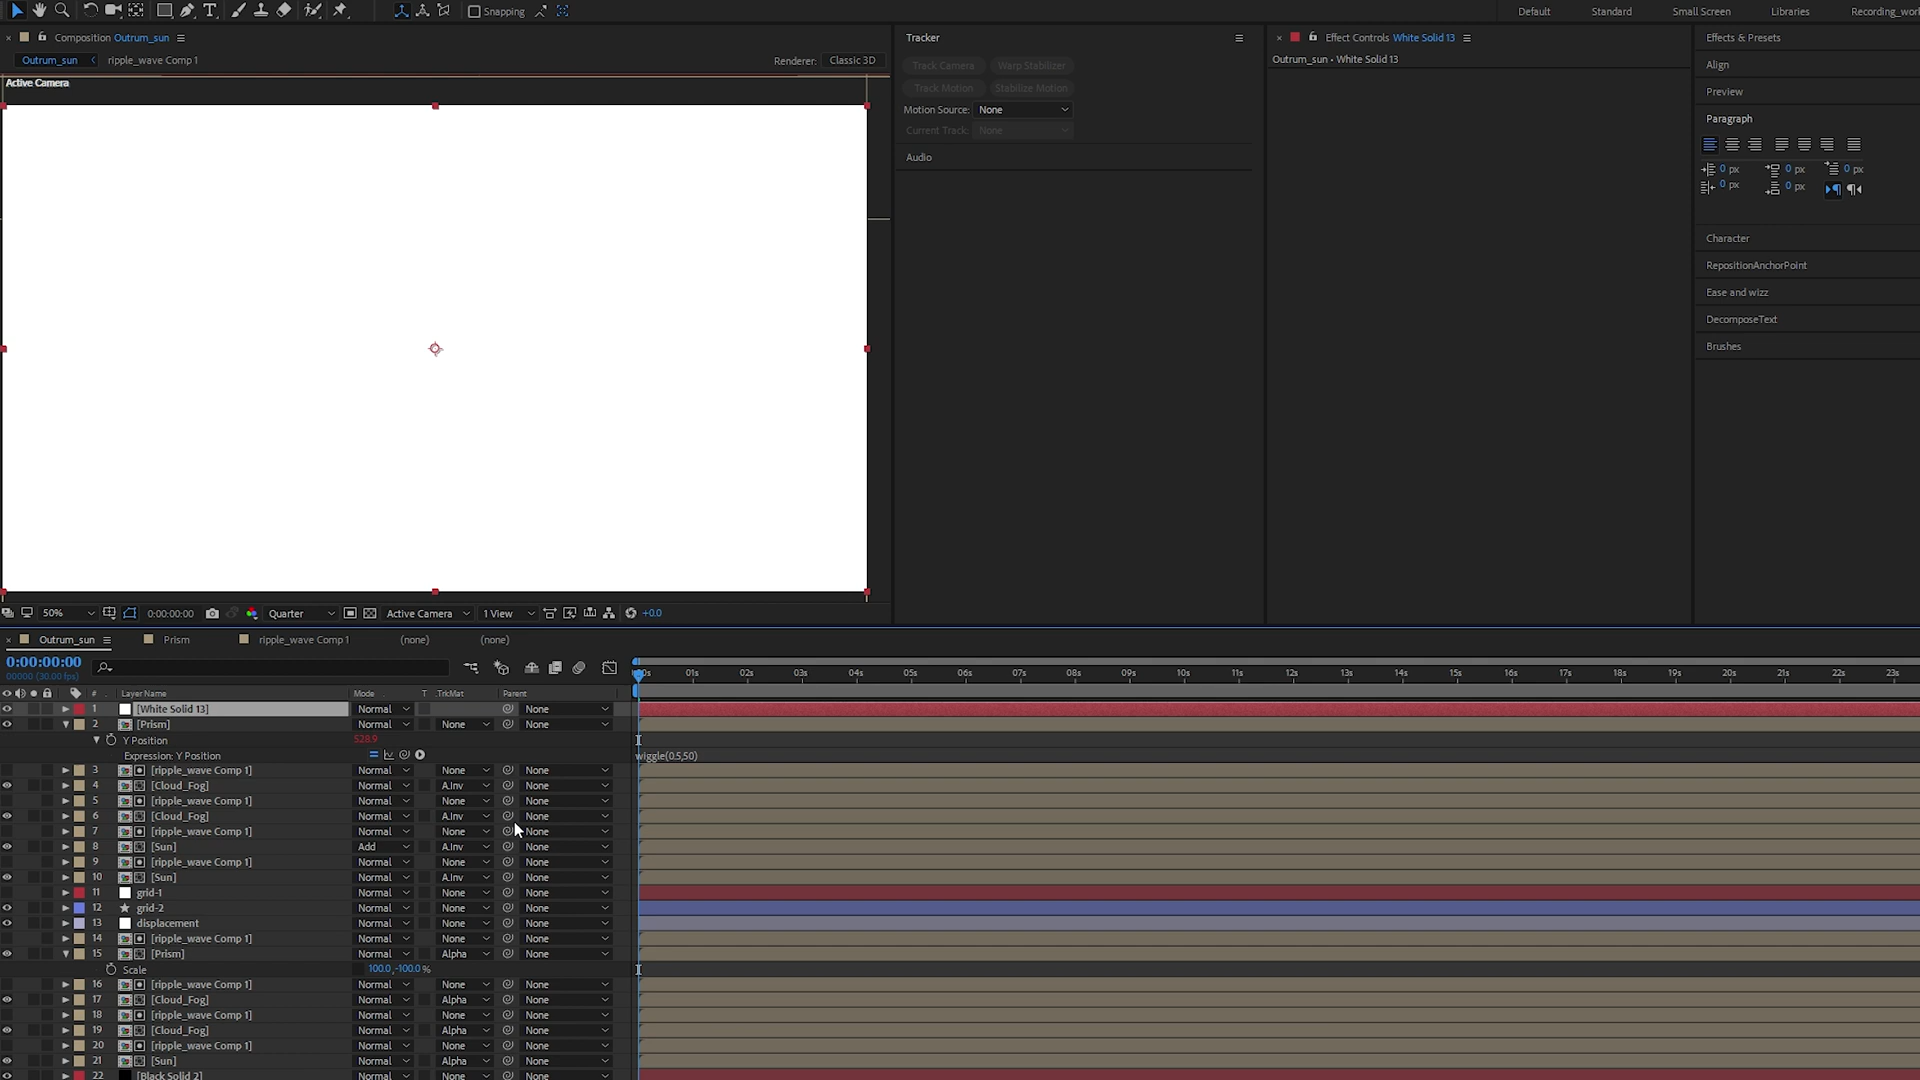 Snapping
Default Standard Small Screen Libraries Recording_worl
Composition Outrum_sun
Outrum_sun ripple_wave Comp 1 Renderer: Classic 3D
Active Camera
Tracker
Track Camera Warp Stabilizer
Track Motion Stabilize Motion
Motion Source: None
Current Track: None
Audio
Effect Controls White Solid 13
Outrum_sun • White Solid 13
Effects & Presets
Align
Preview
Paragraph
0 px 0 px 0 px
0 px 0 px
Character
RepositionAnchorPoint
Ease and wizz
DecomposeText
Brushes
50% 0:00:00:00 Quarter Active Camera 1 View +0.0
Outrum_sun Prism ripple_wave Comp 1 (none) (none)
0:00:00:00
00000 (30.00 fps)
:00s 01s 02s 03s 04s 05s 06s 07s 08s 09s 10s 11s 12s 13s 14s 15s 16s 17s 18s 19s 20s 21s 22s 23s
# Layer Name Mode T .TrkMat Parent
1 [White Solid 13] Normal None
2 [Prism] Normal None None
Y Position 528.9
Expression: Y Position wiggle(0.5,50)
3 [ripple_wave Comp 1] Normal None None
4 [Cloud_Fog] Normal A.Inv None
5 [ripple_wave Comp 1] Normal None None
6 [Cloud_Fog] Normal A.Inv None
7 [ripple_wave Comp 1] Normal None None
8 [Sun] Add A.Inv None
9 [ripple_wave Comp 1] Normal None None
10 [Sun] Normal A.Inv None
11 grid-1 Normal None None
12 grid-2 Normal None None
13 displacement Normal None None
14 [ripple_wave Comp 1] Normal None None
15 [Prism] Normal Alpha None
Scale 100.0,-100.0 %
16 [ripple_wave Comp 1] Normal None None
17 [Cloud_Fog] Normal Alpha None
18 [ripple_wave Comp 1] Normal None None
19 [Cloud_Fog] Normal Alpha None
20 [ripple_wave Comp 1] Normal None None
21 [Sun] Normal Alpha None
22 [Black Solid 2] Normal None None